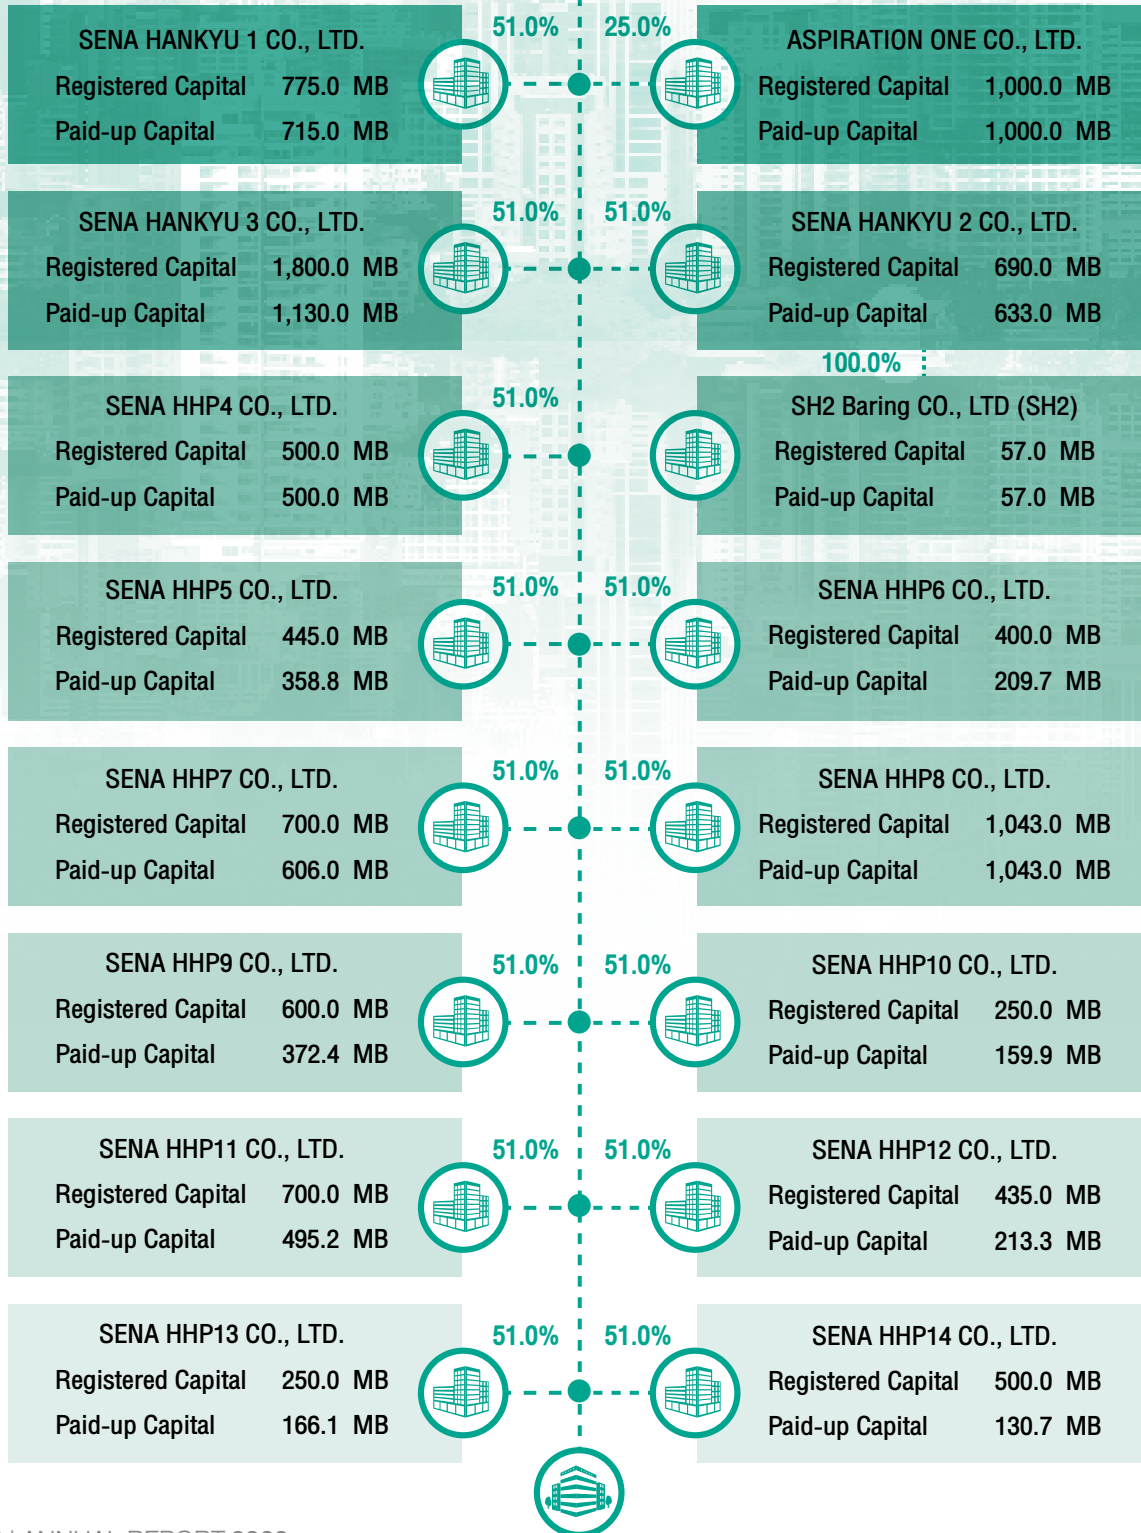 51.0% 25.0%
SENA HANKYU 1 CO., LTD.
Registered Capital 775.0 MB
Paid-up Capital 715.0 MB
ASPIRATION ONE CO., LTD.
Registered Capital 1,000.0 MB
Paid-up Capital 1,000.0 MB
51.0% 51.0%
SENA HANKYU 3 CO., LTD.
Registered Capital 1,800.0 MB
Paid-up Capital 1,130.0 MB
SENA HANKYU 2 CO., LTD.
Registered Capital 690.0 MB
Paid-up Capital 633.0 MB
100.0%
51.0%
SENA HHP4 CO., LTD.
Registered Capital 500.0 MB
Paid-up Capital 500.0 MB
SH2 Baring CO., LTD (SH2)
Registered Capital 57.0 MB
Paid-up Capital 57.0 MB
51.0% 51.0%
SENA HHP5 CO., LTD.
Registered Capital 445.0 MB
Paid-up Capital 358.8 MB
SENA HHP6 CO., LTD.
Registered Capital 400.0 MB
Paid-up Capital 209.7 MB
51.0% 51.0%
SENA HHP7 CO., LTD.
Registered Capital 700.0 MB
Paid-up Capital 606.0 MB
SENA HHP8 CO., LTD.
Registered Capital 1,043.0 MB
Paid-up Capital 1,043.0 MB
51.0% 51.0%
SENA HHP9 CO., LTD.
Registered Capital 600.0 MB
Paid-up Capital 372.4 MB
SENA HHP10 CO., LTD.
Registered Capital 250.0 MB
Paid-up Capital 159.9 MB
51.0% 51.0%
SENA HHP11 CO., LTD.
Registered Capital 700.0 MB
Paid-up Capital 495.2 MB
SENA HHP12 CO., LTD.
Registered Capital 435.0 MB
Paid-up Capital 213.3 MB
51.0% 51.0%
SENA HHP13 CO., LTD.
Registered Capital 250.0 MB
Paid-up Capital 166.1 MB
SENA HHP14 CO., LTD.
Registered Capital 500.0 MB
Paid-up Capital 130.7 MB
ANNUAL REPORT